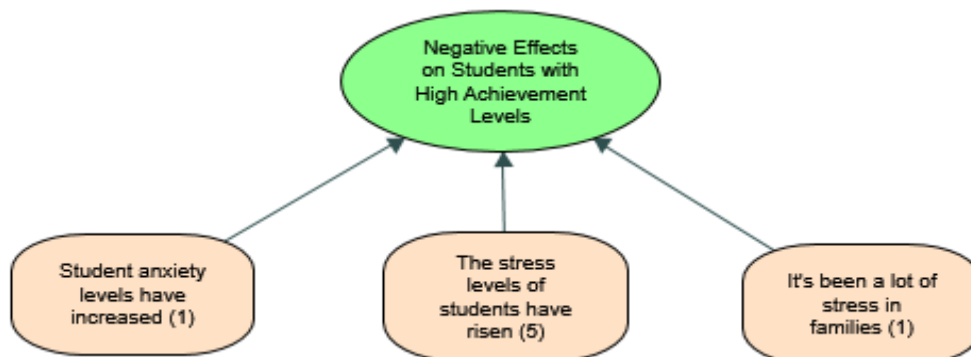 Negative Effects
on Students with
High Achievement
Levels
Student anxiety
levels have
increased (1)
The stress
levels of
students have
risen (5)
It's been a lot of
stress in
families (1)